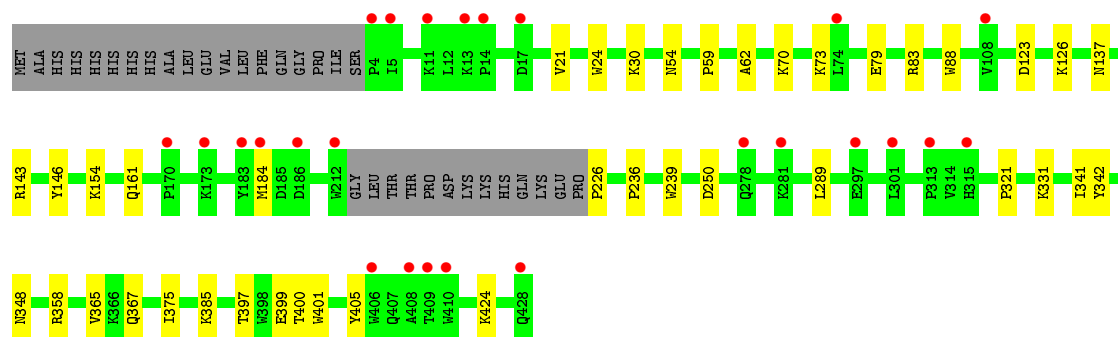 MET ALA HIS HIS HIS HIS HIS HIS ALA LEU GLU VAL LEU PHE GLN GLY PRO ILE SER P4 I5 K11 L12 K13 P14 D17 V21 W24 K30 N54 P59 A62 K70 K73 L74 E79 R83 W88 V108 D123 K126 N137
R143 Y146 K154 Q161 P170 K173 Y183 M184 D185 D186 W212 GLY LEU THR THR PRO ASP LYS LYS HIS GLN LYS GLU PRO P226 P236 W239 D250 Q278 K281 L289 E297 L301 P313 V314 H315 P321 K331 I341 Y342
N348 R358 V365 K366 Q367 I375 K385 T397 W398 E399 T400 W401 Y405 W406 Q407 A408 T409 W410 K424 Q428